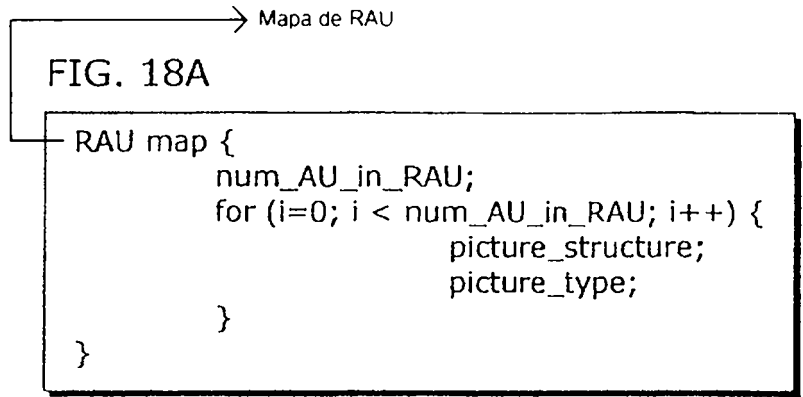 Mapa de RAU
FIG. 18A
RAU map {
num_AU_in_RAU;
for (i=0; i < num_AU_in_RAU; i++) {
picture_structure;
picture_type;
}
}